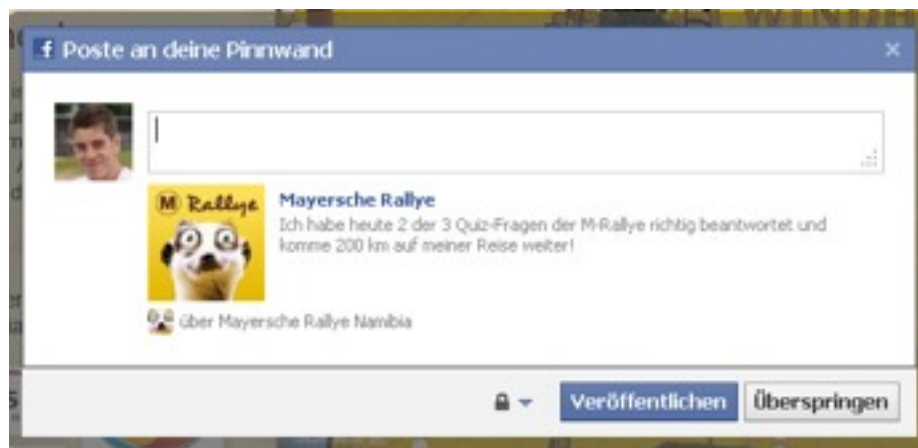 WINDH
f Poste an deine Pinnwand
M Rallye
Mayersche Rallye
Ich habe heute 2 der 3 Quiz-Fragen der M-Rallye richtig beantwortet und
komme 200 km auf meiner Reise weiter!
über Mayersche Rallye Namibia
Veröffentlichen Überspringen